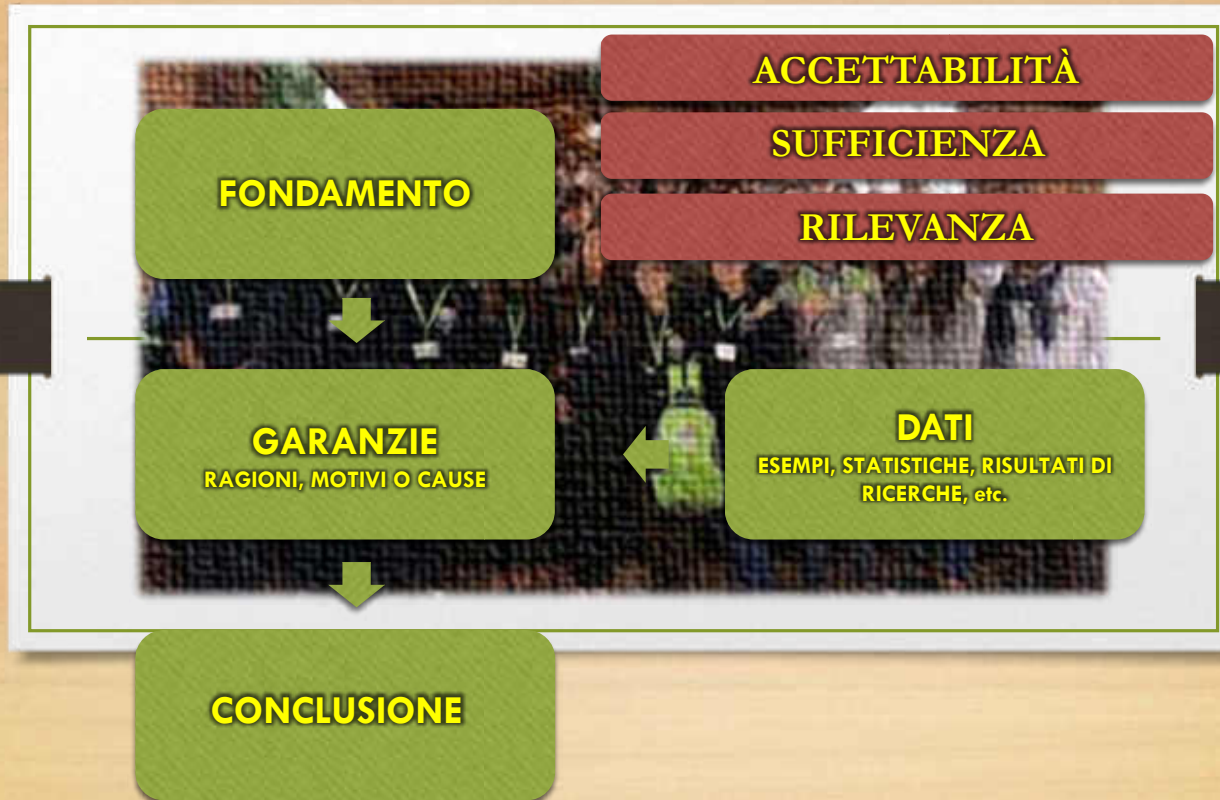 ACCETTABILITÀ
SUFFICIENZA
RILEVANZA
FONDAMENTO
GARANZIE
RAGIONI, MOTIVI O CAUSE
DATI
ESEMPI, STATISTICHE, RISULTATI DI
RICERCHE, etc.
CONCLUSIONE